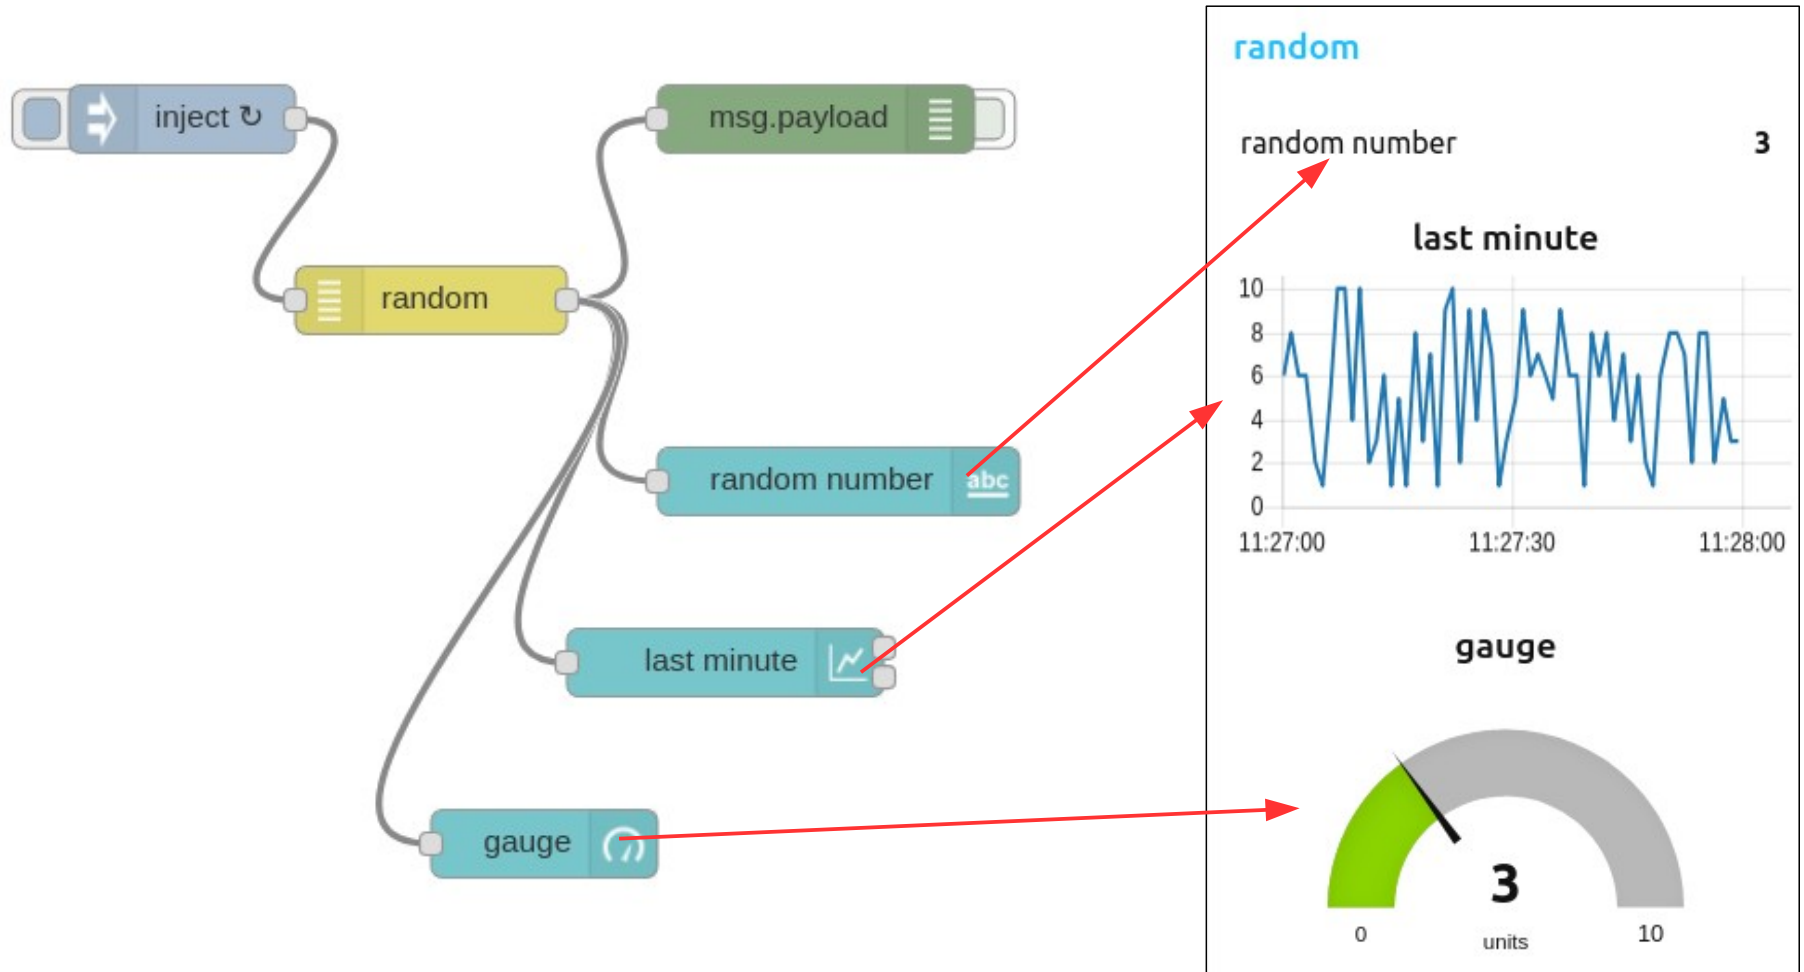 inject ↻
msg.payload
random
random number
abc
last minute
gauge
random
random number 3
last minute
10
8
6
4
2
0
11:27:00 11:27:30 11:28:00
gauge
3
0 units 10